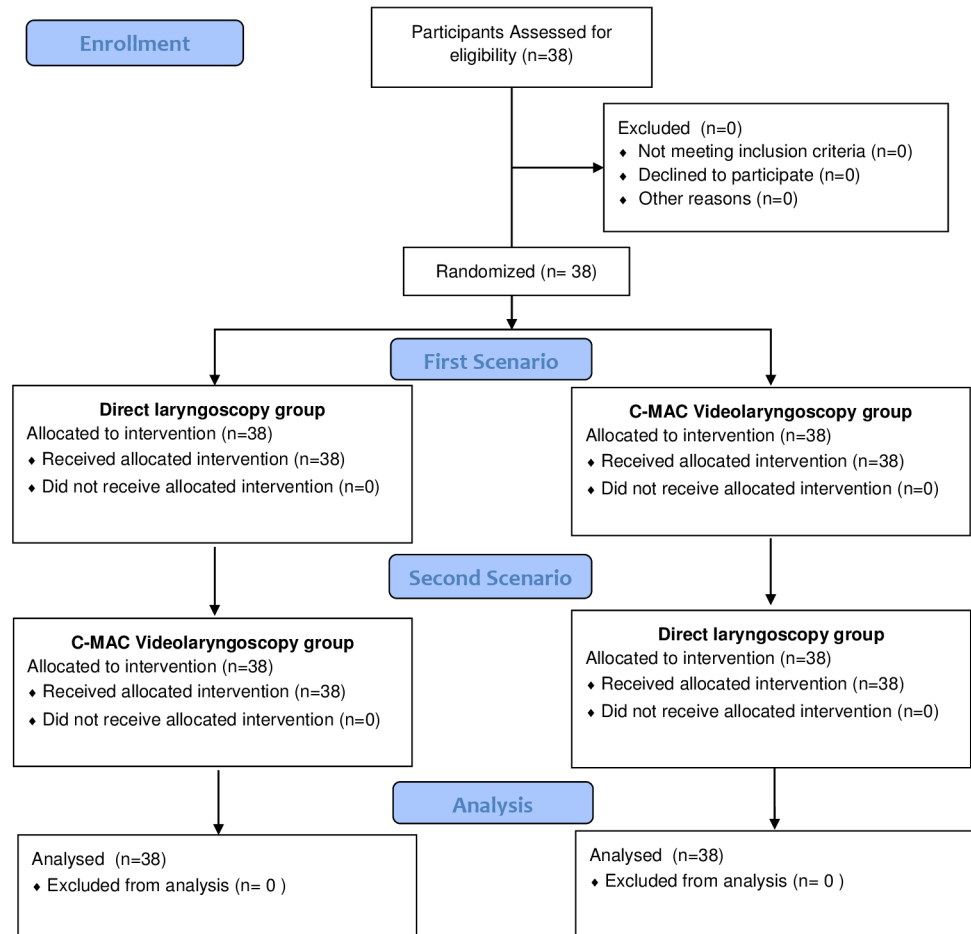 Enrollment
Participants Assessed for
eligibility (n=38)
Excluded (n=0)
♦ Not meeting inclusion criteria (n=0)
♦ Declined to participate (n=0)
♦ Other reasons (n=0)
Randomized (n= 38)
First Scenario
Direct laryngoscopy group
Allocated to intervention (n=38)
♦ Received allocated intervention (n=38)
♦ Did not receive allocated intervention (n=0)
C-MAC Videolaryngoscopy group
Allocated to intervention (n=38)
♦ Received allocated intervention (n=38)
♦ Did not receive allocated intervention (n=0)
Second Scenario
C-MAC Videolaryngoscopy group
Allocated to intervention (n=38)
♦ Received allocated intervention (n=38)
♦ Did not receive allocated intervention (n=0)
Direct laryngoscopy group
Allocated to intervention (n=38)
♦ Received allocated intervention (n=38)
♦ Did not receive allocated intervention (n=0)
Analysis
Analysed (n=38)
♦ Excluded from analysis (n= 0 )
Analysed (n=38)
♦ Excluded from analysis (n= 0 )